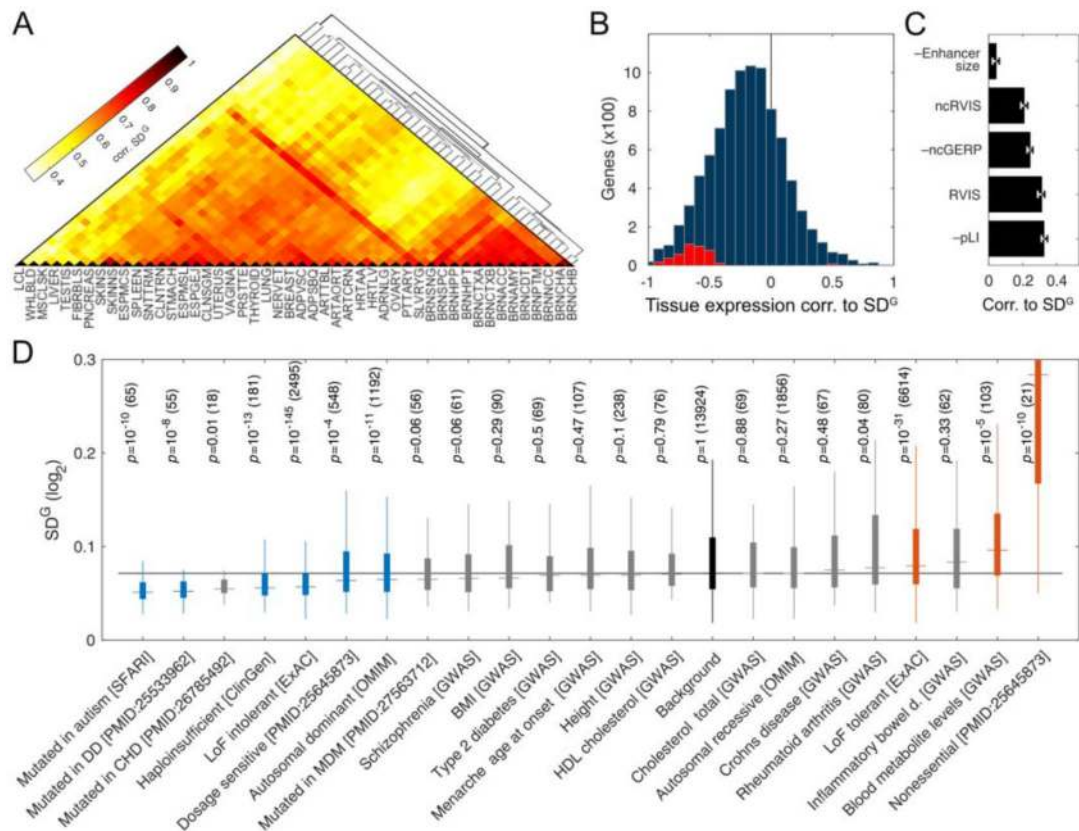 A
1
0.9
0.8
0.7
0.6
0.5
0.4
corr. SDG
LCL
WHLBLD
MSCLSK
LIVER
TESTIS
FIBRBLS
PNCREAS
SKINS
SKINNS
ESPMCS
SPLEEN
SNTTRM
CLNTRN
STMACH
ESPMSL
ESPGEJ
CLNSGM
UTERUS
VAGINA
PRSTTE
THYROID
LUNG
NERVET
BREAST
ADPVSC
ADP3BQ
ARTTBL
ARTAORT
ARTCRN
HRTAA
HRTLV
ADRNLG
OVARY
PTTRY
SLVRYG
BRNSNG
BRNSPC
BRNHPP
BRNHPT
BRNCTXA
BRNCTXB
BRNACC
BRNAMY
BRNCDT
BRNPTM
BRNNCC
BRNCHA
BRNCHB
B
Genes (x100)
10
8
6
4
2
0
-1
-0.5
0
0.5
1
Tissue expression corr. to SDG
C
–Enhancer
size
ncRVIS
–ncGERP
RVIS
–pLI
0
0.2
0.4
0.6
Corr. to SDG
D
SDG (log2)
0.3
0.2
0.1
0
p=10-10 (65)
p=10-8 (55)
p=0.01 (18)
p=10-13 (181)
p=10-145 (2495)
p=10-4 (548)
p=10-11 (1192)
p=0.06 (56)
p=0.06 (61)
p=0.29 (90)
p=0.5 (69)
p=0.47 (107)
p=0.1 (238)
p=0.79 (76)
p=1 (13924)
p=0.88 (69)
p=0.27 (1856)
p=0.48 (67)
p=0.04 (80)
p=10-31 (6614)
p=0.33 (62)
p=10-5 (103)
p=10-10 (21)
Mutated in autism [SFARI]
Mutated in DD [PMID:25533962]
Mutated in CHD [PMID:26785492]
Haploinsufficient [ClinGen]
LoF intolerant [ExAC]
Dosage sensitive [PMID:25645873]
Autosomal dominant [OMIM]
Mutated in MDM [PMID:27563712]
Schizophrenia [GWAS]
BMI [GWAS]
Type 2 diabetes [GWAS]
Menarche age at onset [GWAS]
Height [GWAS]
HDL cholesterol [GWAS]
Background
Cholesterol total [GWAS]
Autosomal recessive [OMIM]
Crohns disease [GWAS]
Rheumatoid arthritis [GWAS]
LoF tolerant [ExAC]
Inflammatory bowel d. [GWAS]
Blood metabolite levels [GWAS]
Nonessential [PMID:25645873]